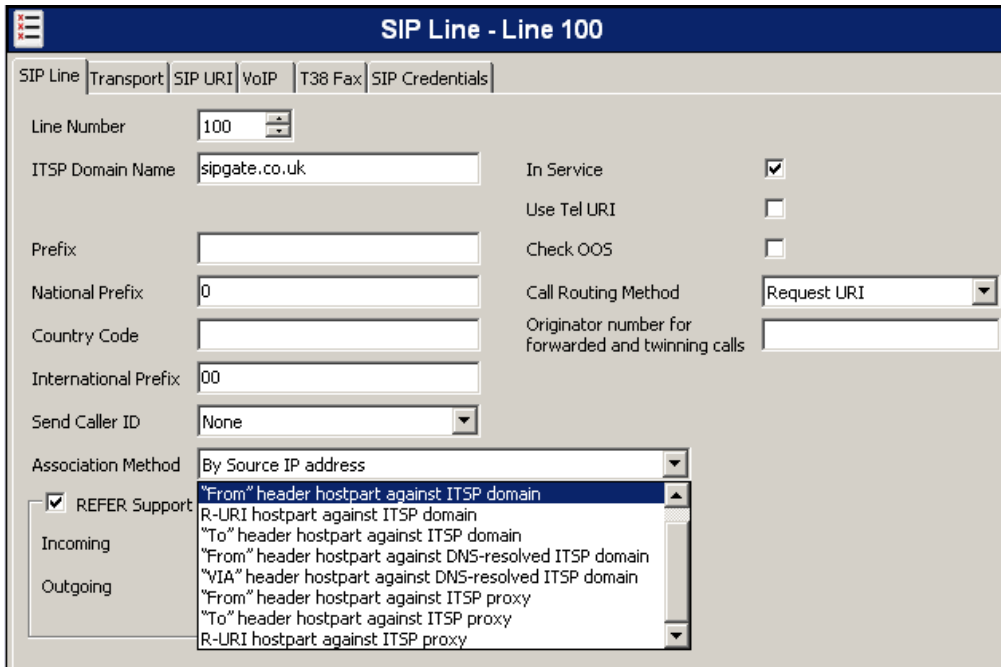 SIP Line - Line 100
SIP Line Transport SIP URI VoIP T38 Fax SIP Credentials
Line Number 100
ITSP Domain Name sipgate.co.uk In Service
Use Tel URI
Prefix Check OOS
National Prefix 0 Call Routing Method Request URI
Country Code Originator number for
forwarded and twinning calls
International Prefix 00
Send Caller ID None
Association Method By Source IP address
REFER Support
Incoming
Outgoing
"From" header hostpart against ITSP domain
R-URI hostpart against ITSP domain
"To" header hostpart against ITSP domain
"From" header hostpart against DNS-resolved ITSP domain
"VIA" header hostpart against DNS-resolved ITSP domain
"From" header hostpart against ITSP proxy
"To" header hostpart against ITSP proxy
R-URI hostpart against ITSP proxy